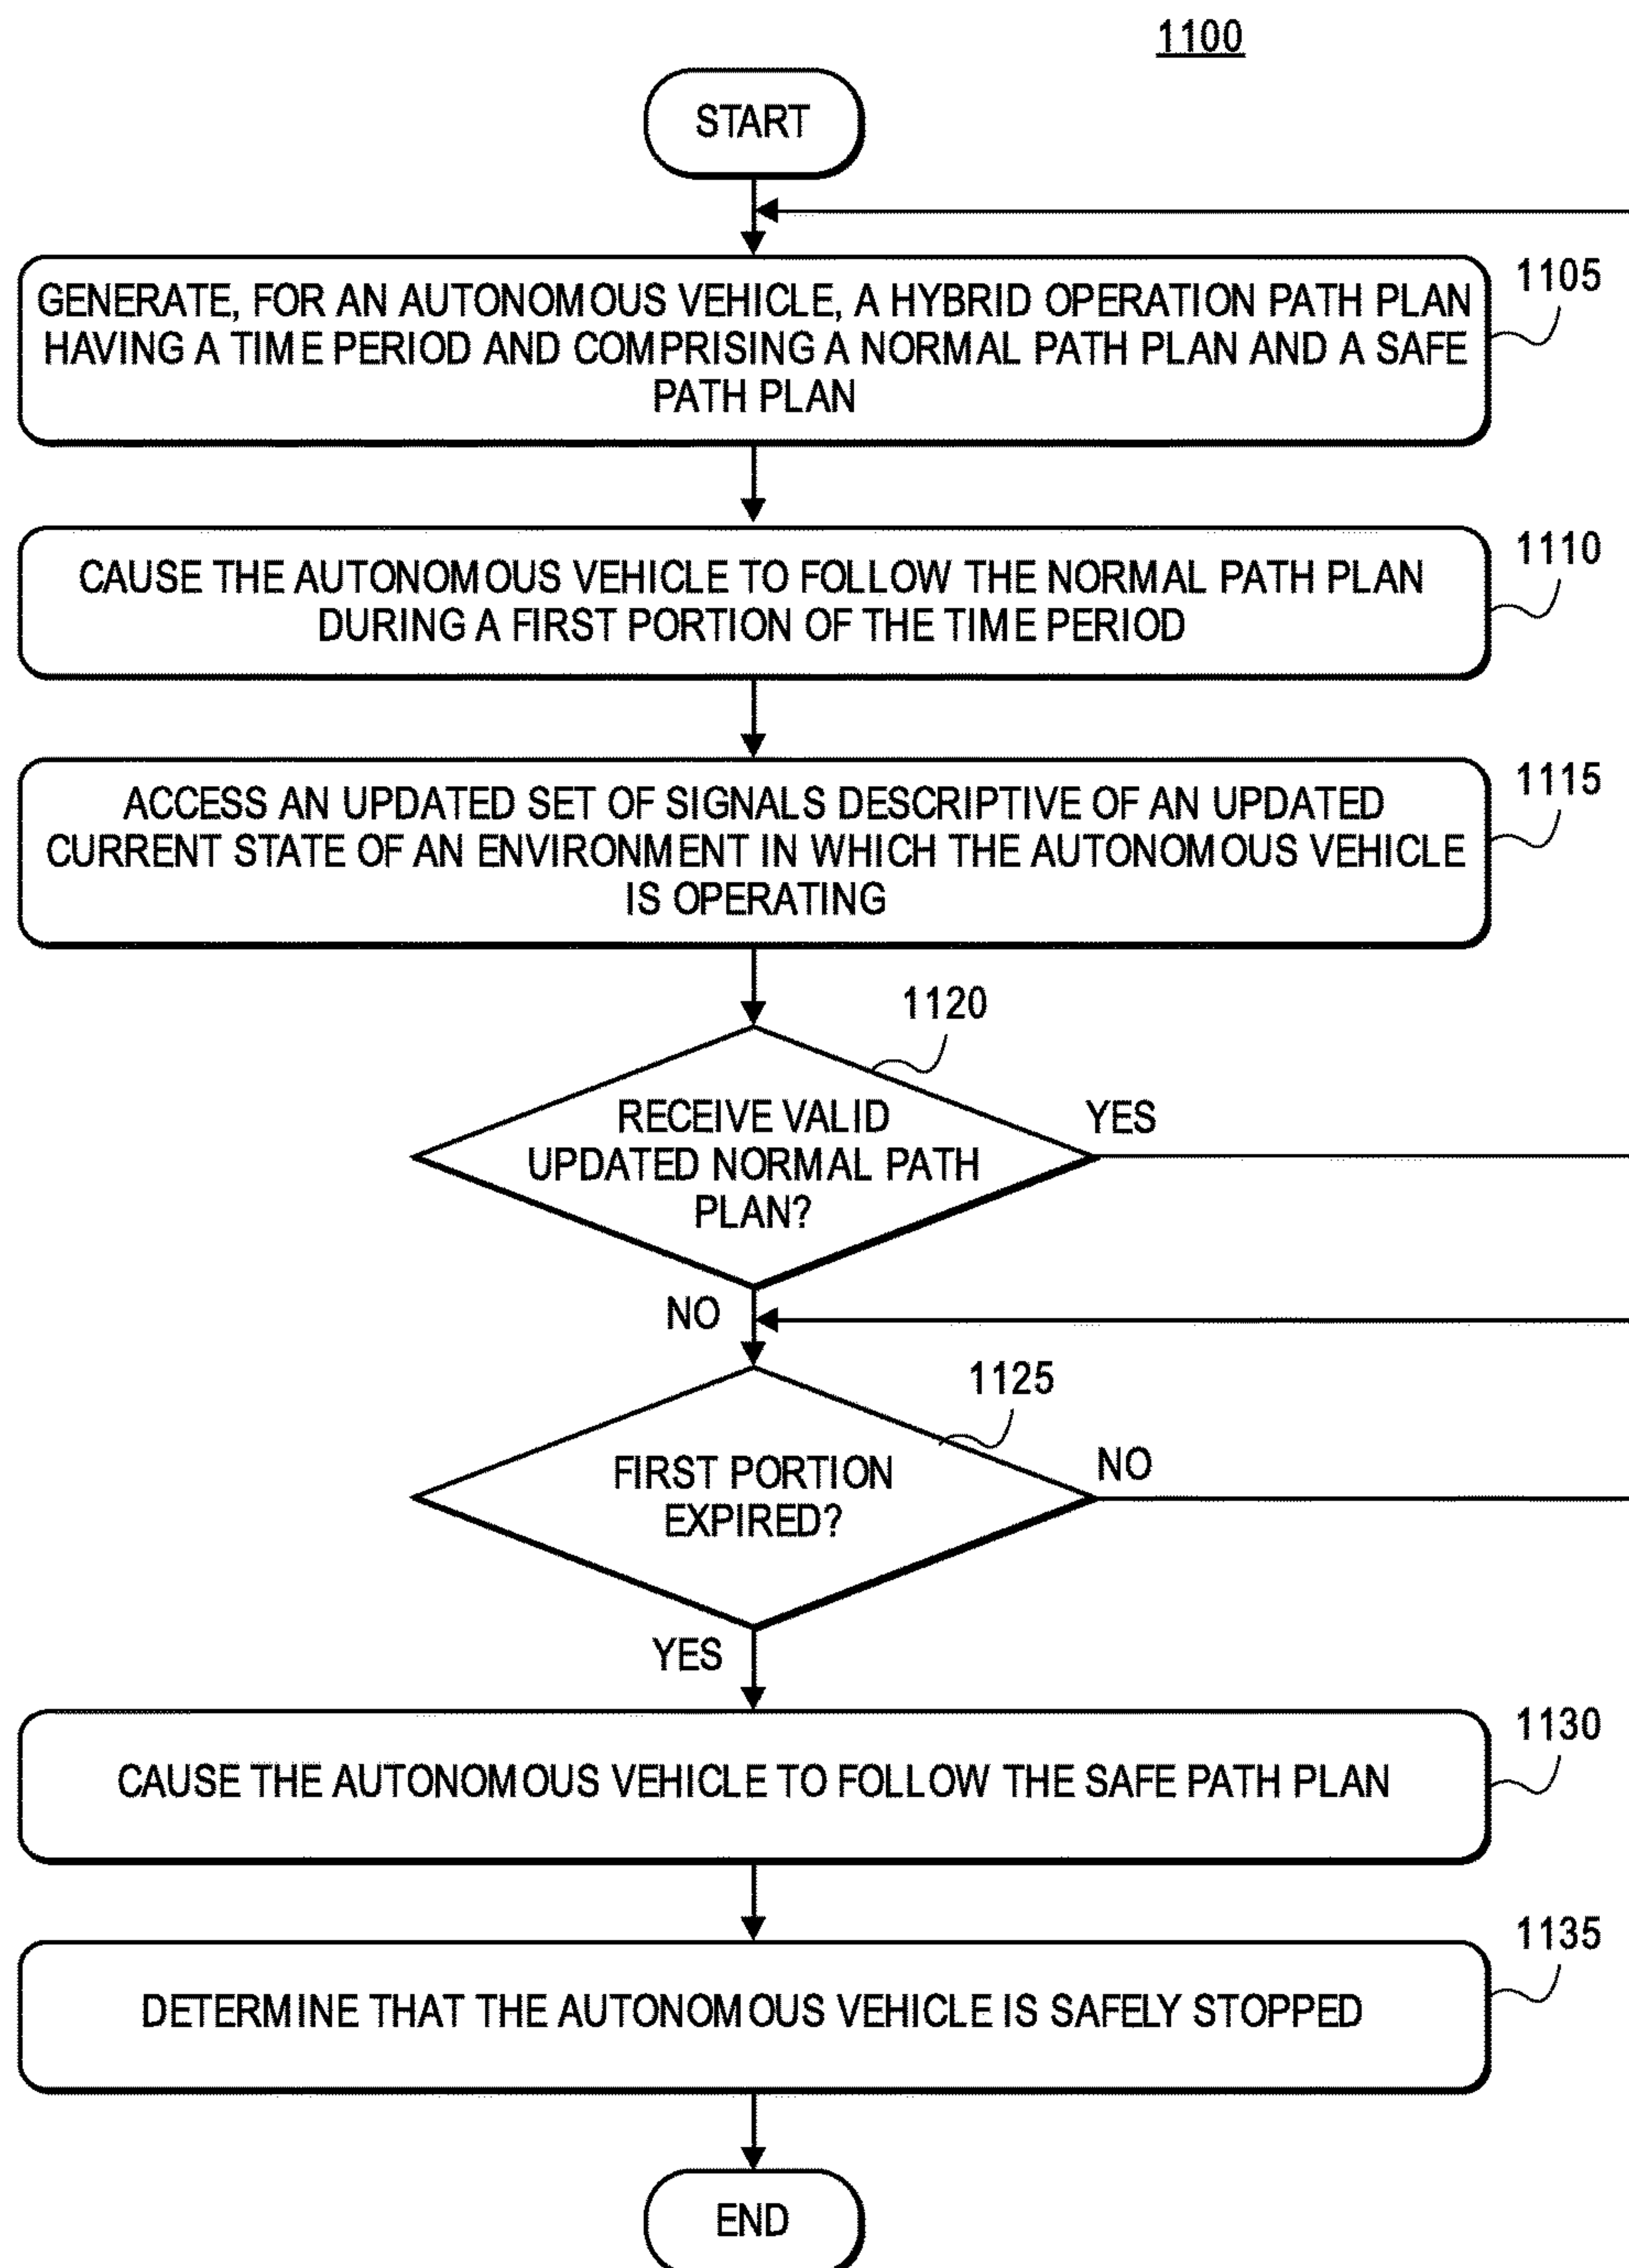 1100
START
GENERATE, FOR AN AUTONOMOUS VEHICLE, A HYBRID OPERATION PATH PLAN
HAVING A TIME PERIOD AND COMPRISING A NORMAL PATH PLAN AND A SAFE
PATH PLAN
1105
CAUSE THE AUTONOMOUS VEHICLE TO FOLLOW THE NORMAL PATH PLAN
DURING A FIRST PORTION OF THE TIME PERIOD
1110
ACCESS AN UPDATED SET OF SIGNALS DESCRIPTIVE OF AN UPDATED
CURRENT STATE OF AN ENVIRONMENT IN WHICH THE AUTONOMOUS VEHICLE
IS OPERATING
1115
1120
RECEIVE VALID
UPDATED NORMAL PATH
PLAN?
YES
NO
1125
FIRST PORTION
EXPIRED?
NO
YES
CAUSE THE AUTONOMOUS VEHICLE TO FOLLOW THE SAFE PATH PLAN
1130
DETERMINE THAT THE AUTONOMOUS VEHICLE IS SAFELY STOPPED
1135
END